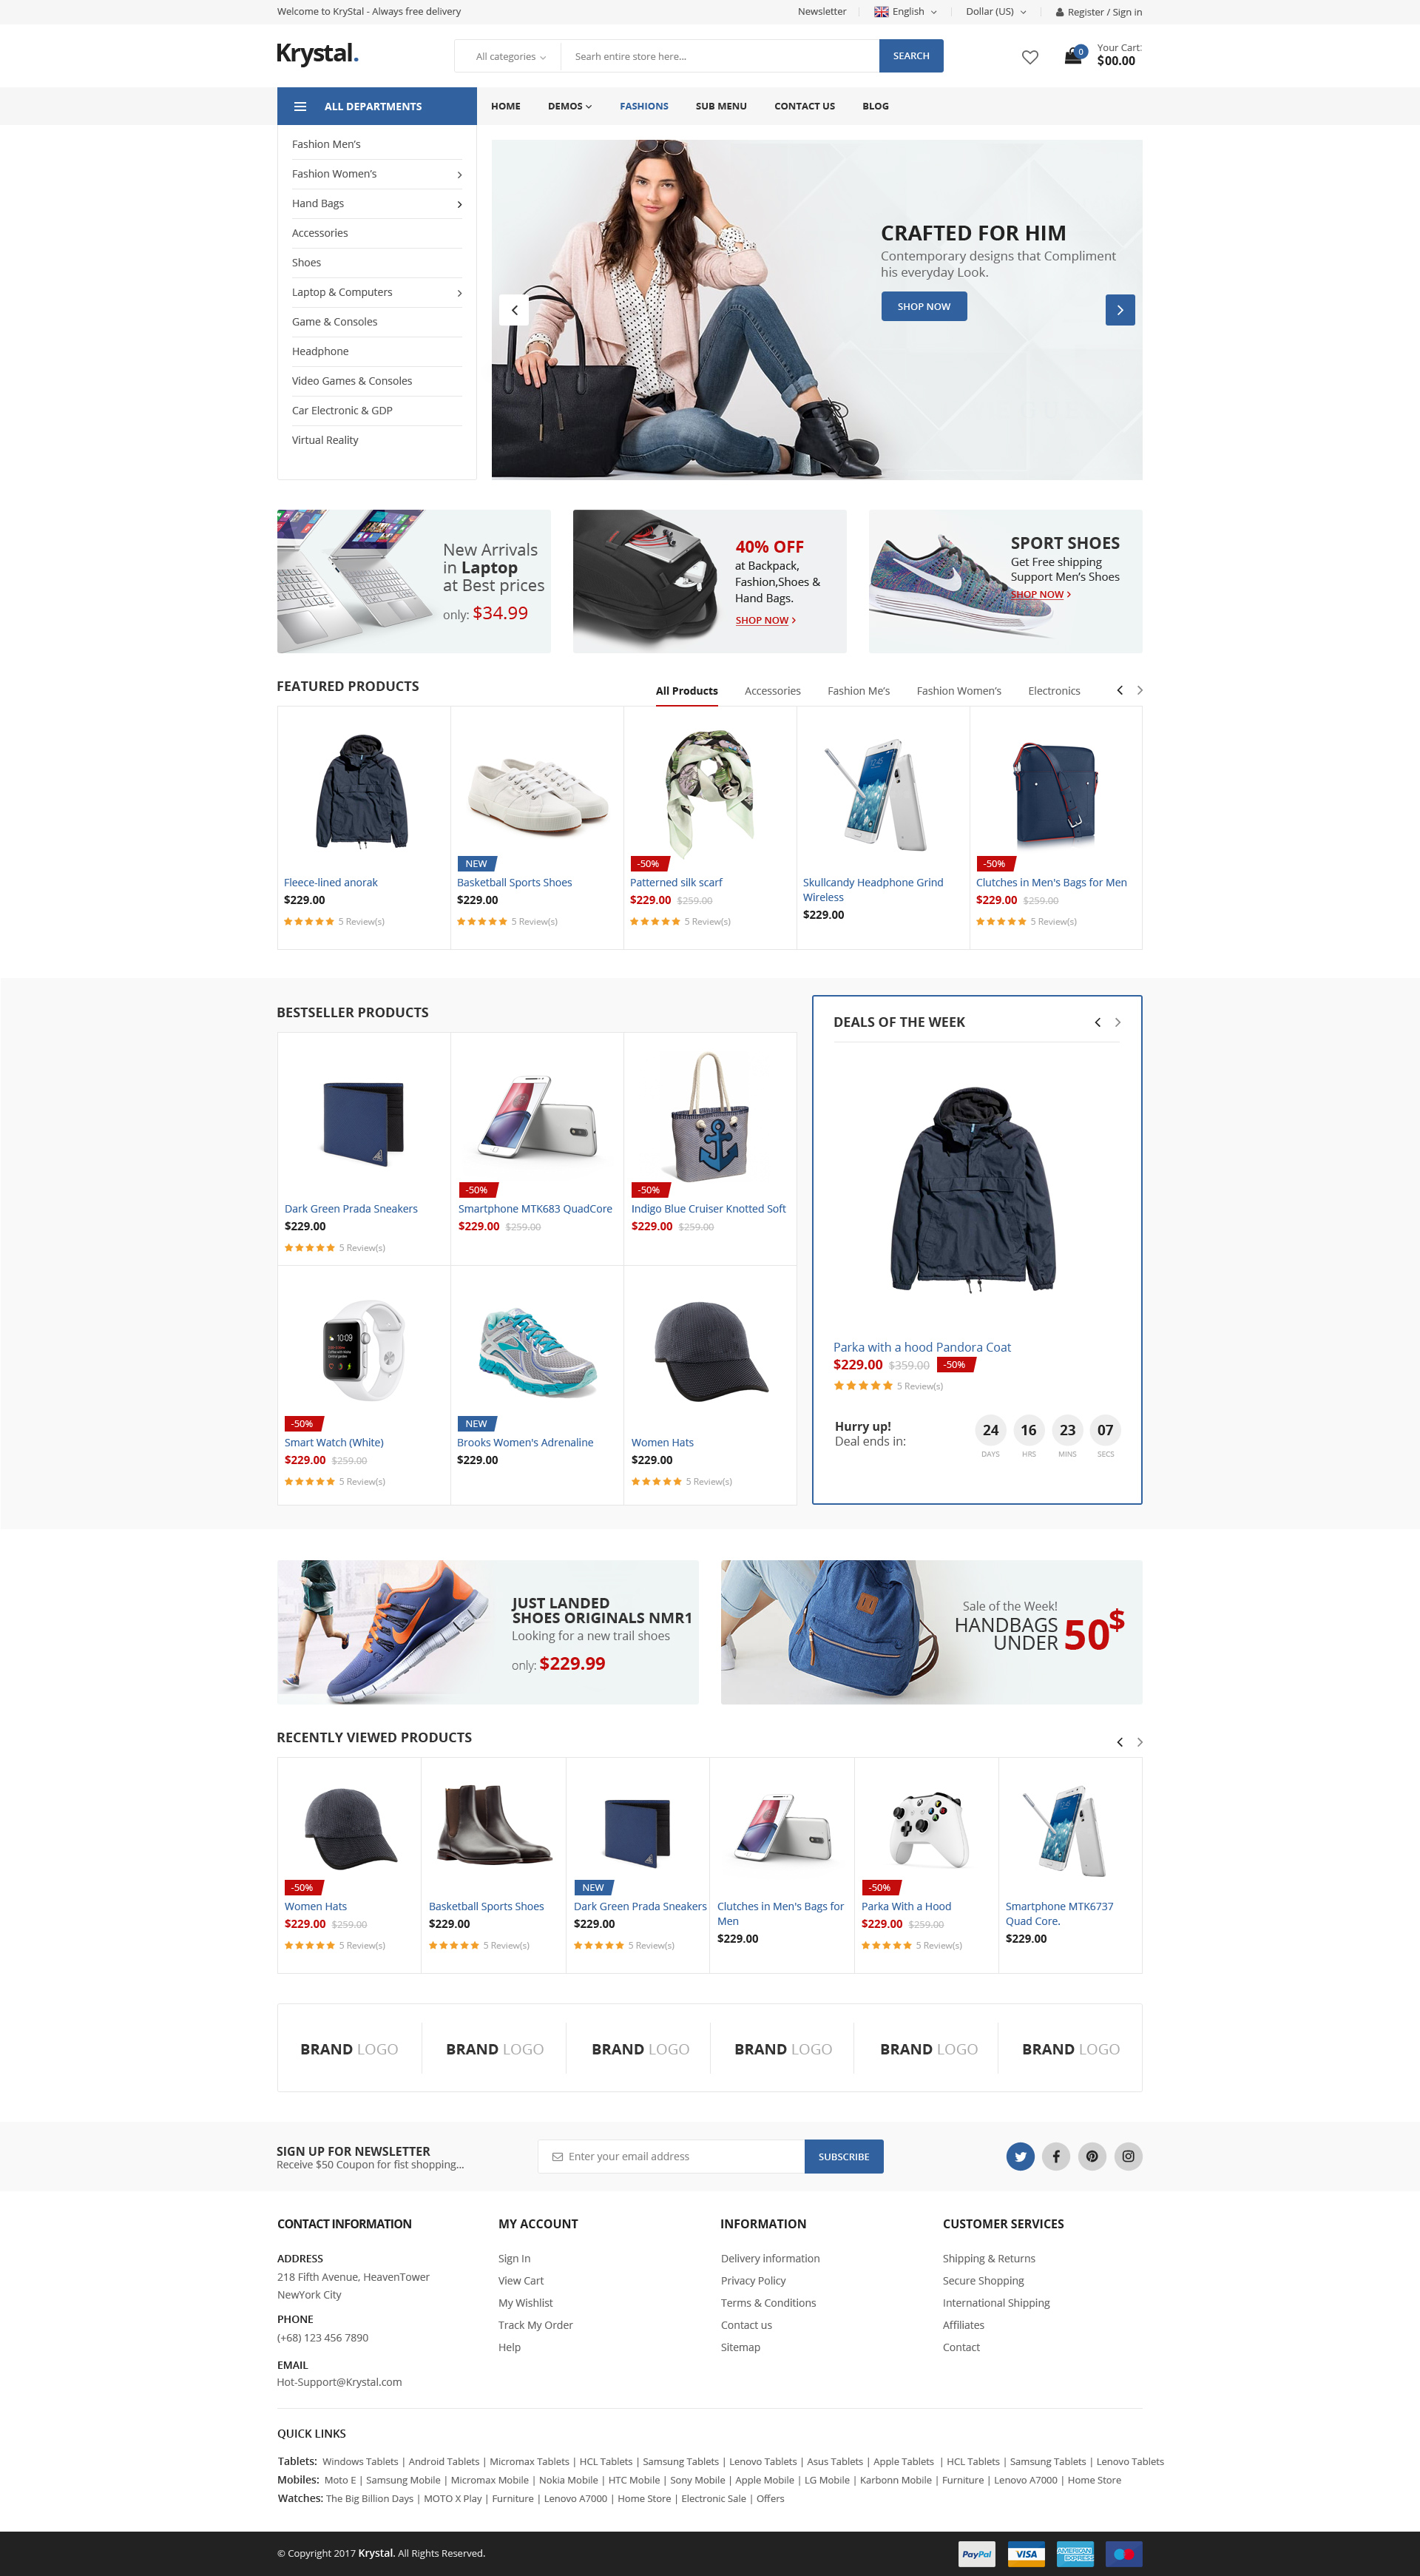 Welcome to KryStal - Always free delivery
Newsletter
English
Dollar (US)
Register / Sign in
Krystal.
All categories
Searh entire store here...
SEARCH
0
Your Cart:
$00.00
ALL DEPARTMENTS
HOME
DEMOS
FASHIONS
SUB MENU
CONTACT US
BLOG
Fashion Men's
Fashion Women's
Hand Bags
Accessories
Shoes
Laptop & Computers
Game & Consoles
Headphone
Video Games & Consoles
Car Electronic & GDP
Virtual Reality
CRAFTED FOR HIM
Contemporary designs that Compliment
his everyday Look.
SHOP NOW
New Arrivals
in Laptop
at Best prices
only: $34.99
40% OFF
at Backpack,
Fashion,Shoes &
Hand Bags.
SHOP NOW
SPORT SHOES
Get Free shipping
Support Men's Shoes
SHOP NOW
FEATURED PRODUCTS
All Products
Accessories
Fashion Me's
Fashion Women's
Electronics
Fleece-lined anorak
$229.00
5 Review(s)
NEW
Basketball Sports Shoes
$229.00
5 Review(s)
-50%
Patterned silk scarf
$229.00 $259.00
5 Review(s)
Skullcandy Headphone Grind
Wireless
$229.00
-50%
Clutches in Men's Bags for Men
$229.00 $259.00
5 Review(s)
BESTSELLER PRODUCTS
Dark Green Prada Sneakers
$229.00
5 Review(s)
-50%
Smartphone MTK683 QuadCore
$229.00 $259.00
-50%
Indigo Blue Cruiser Knotted Soft
$229.00 $259.00
10:09
-50%
Smart Watch (White)
$229.00 $259.00
5 Review(s)
NEW
Brooks Women's Adrenaline
$229.00
Women Hats
$229.00
5 Review(s)
DEALS OF THE WEEK
Parka with a hood Pandora Coat
$229.00 $359.00 -50%
5 Review(s)
Hurry up!
Deal ends in:
24 16 23 07
DAYS HRS MINS SECS
JUST LANDED
SHOES ORIGINALS NMR1
Looking for a new trail shoes
only: $229.99
Sale of the Week!
HANDBAGS
UNDER 50$
RECENTLY VIEWED PRODUCTS
-50%
Women Hats
$229.00 $259.00
5 Review(s)
Basketball Sports Shoes
$229.00
5 Review(s)
NEW
Dark Green Prada Sneakers
$229.00
5 Review(s)
Clutches in Men's Bags for
Men
$229.00
-50%
Parka With a Hood
$229.00 $259.00
5 Review(s)
Smartphone MTK6737
Quad Core.
$229.00
BRAND LOGO
BRAND LOGO
BRAND LOGO
BRAND LOGO
BRAND LOGO
BRAND LOGO
SIGN UP FOR NEWSLETTER
Receive $50 Coupon for fist shopping...
Enter your email address
SUBSCRIBE
CONTACT INFORMATION
ADDRESS
218 Fifth Avenue, HeavenTower
NewYork City
PHONE
(+68) 123 456 7890
EMAIL
Hot-Support@Krystal.com
MY ACCOUNT
Sign In
View Cart
My Wishlist
Track My Order
Help
INFORMATION
Delivery information
Privacy Policy
Terms & Conditions
Contact us
Sitemap
CUSTOMER SERVICES
Shipping & Returns
Secure Shopping
International Shipping
Affiliates
Contact
QUICK LINKS
Tablets: Windows Tablets | Android Tablets | Micromax Tablets | HCL Tablets | Samsung Tablets | Lenovo Tablets | Asus Tablets | Apple Tablets | HCL Tablets | Samsung Tablets | Lenovo Tablets
Mobiles: Moto E | Samsung Mobile | Micromax Mobile | Nokia Mobile | HTC Mobile | Sony Mobile | Apple Mobile | LG Mobile | Karbonn Mobile | Furniture | Lenovo A7000 | Home Store
Watches: The Big Billion Days | MOTO X Play | Furniture | Lenovo A7000 | Home Store | Electronic Sale | Offers
© Copyright 2017 Krystal. All Rights Reserved.
PayPal
VISA
AMERICAN EXPRESS